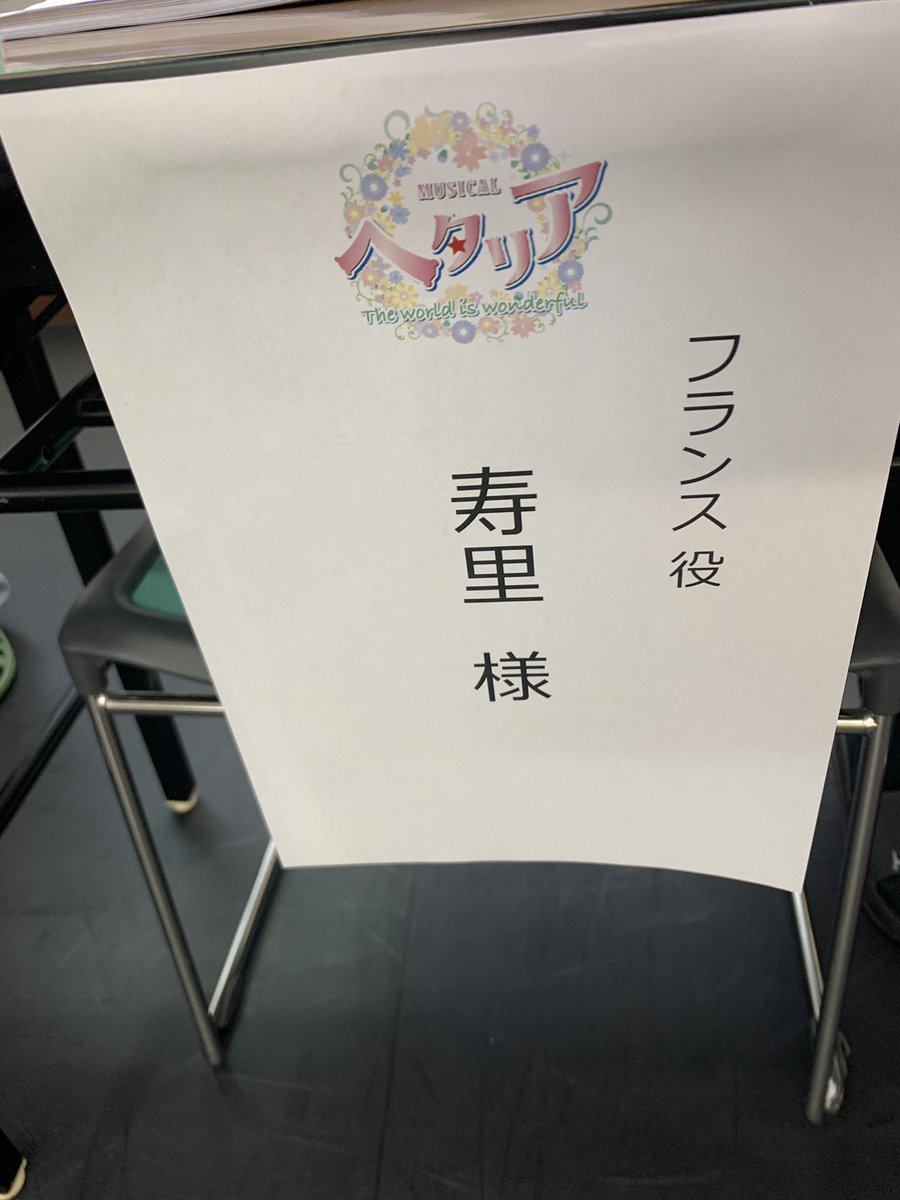 MUSICAL
ヘタリア
The world is wonderful
フランス 役
寿里 様